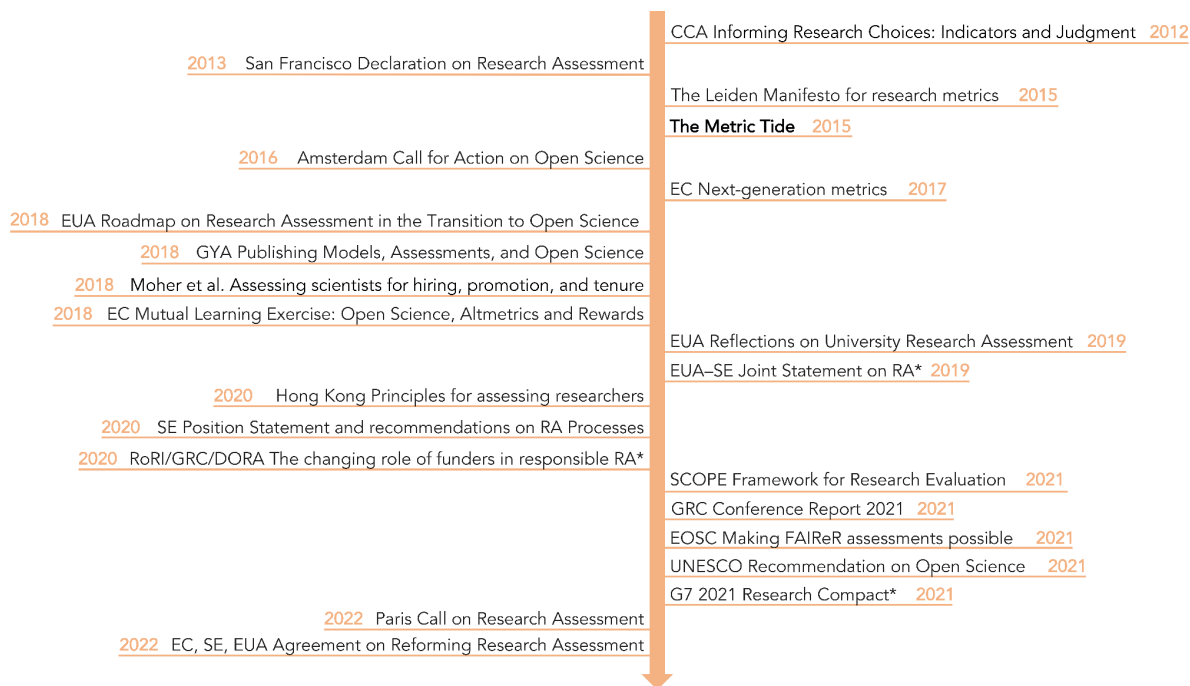 CCA Informing Research Choices: Indicators and Judgment 2012
2013 San Francisco Declaration on Research Assessment
The Leiden Manifesto for research metrics 2015
The Metric Tide 2015
2016 Amsterdam Call for Action on Open Science
EC Next-generation metrics 2017
2018 EUA Roadmap on Research Assessment in the Transition to Open Science
2018 GYA Publishing Models, Assessments, and Open Science
2018 Moher et al. Assessing scientists for hiring, promotion, and tenure
2018 EC Mutual Learning Exercise: Open Science, Altmetrics and Rewards
EUA Reflections on University Research Assessment 2019
EUA–SE Joint Statement on RA* 2019
2020 Hong Kong Principles for assessing researchers
2020 SE Position Statement and recommendations on RA Processes
2020 RoRI/GRC/DORA The changing role of funders in responsible RA*
SCOPE Framework for Research Evaluation 2021
GRC Conference Report 2021 2021
EOSC Making FAIReR assessments possible 2021
UNESCO Recommendation on Open Science 2021
G7 2021 Research Compact* 2021
2022 Paris Call on Research Assessment
2022 EC, SE, EUA Agreement on Reforming Research Assessment